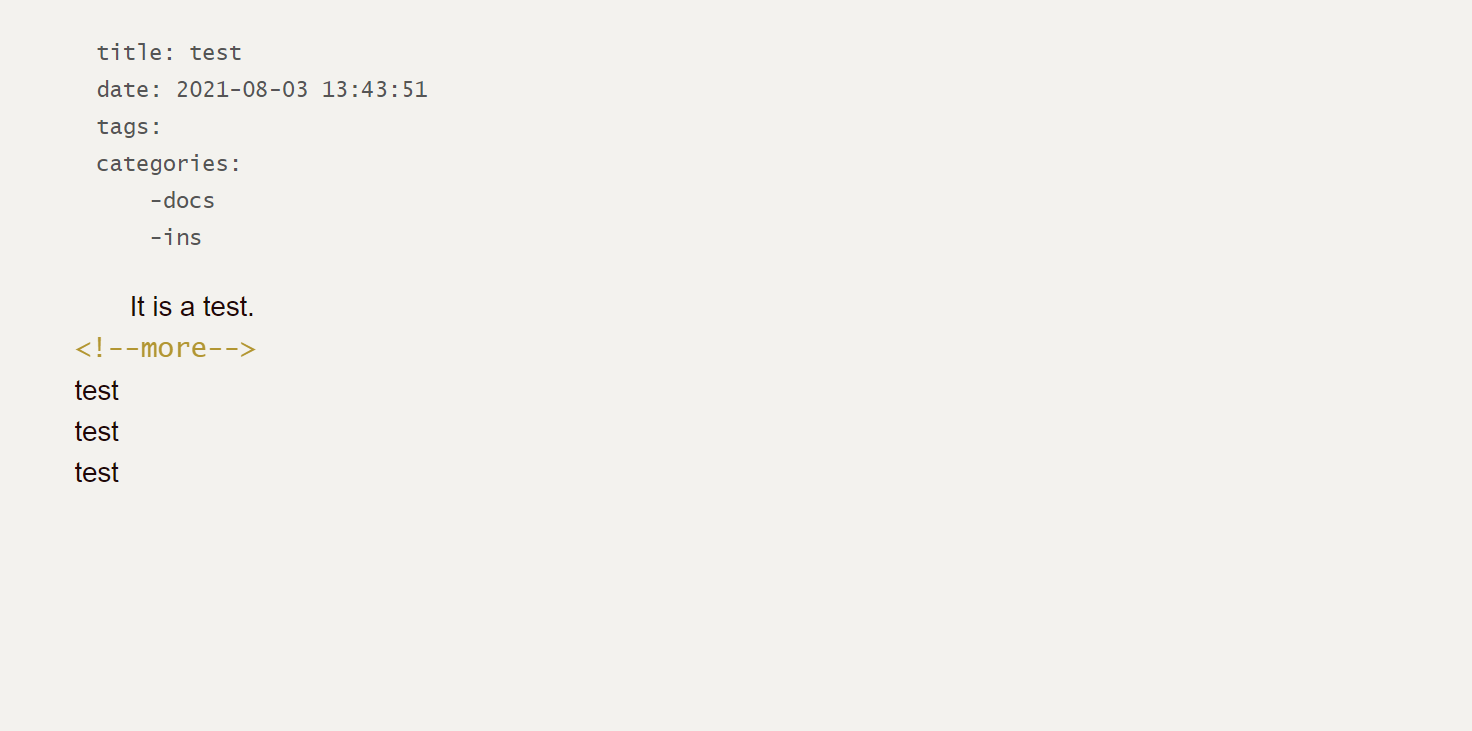 title: test
date: 2021-08-03 13:43:51
tags:
categories:
    -docs
    -ins
It is a test.
<!--more-->
test
test
test